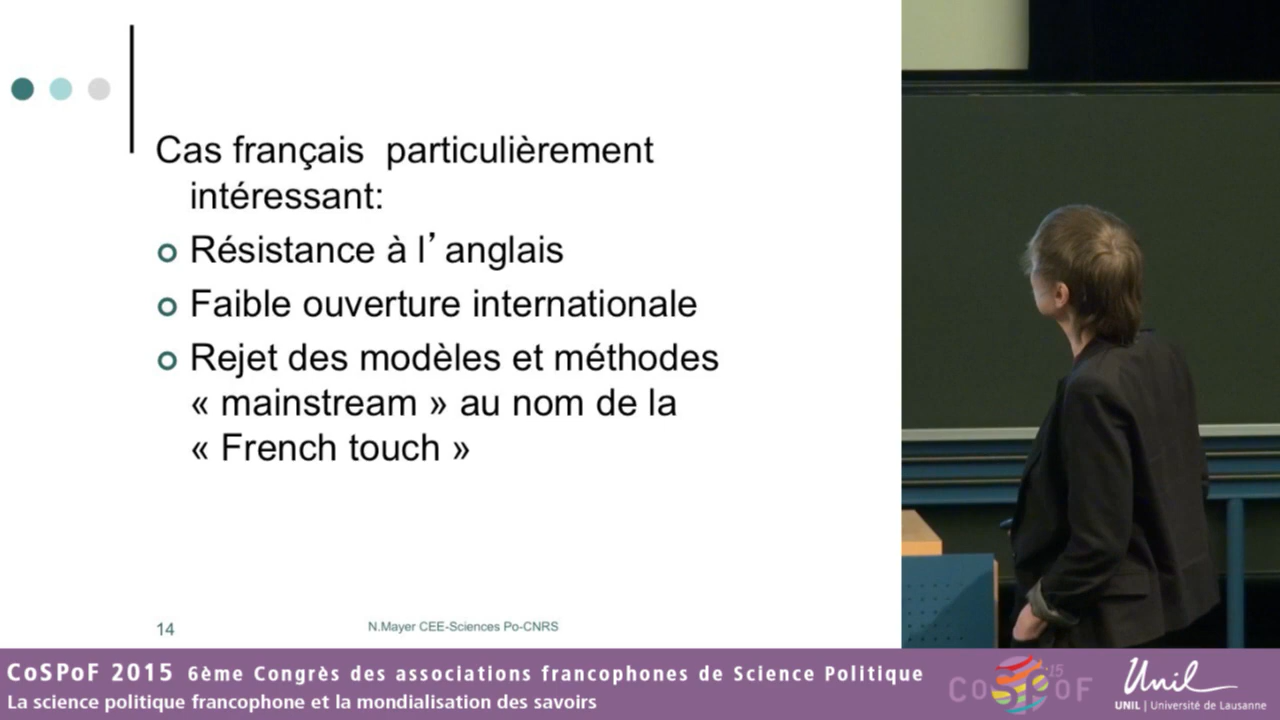 Cas français particulièrement
intéressant:
Résistance à l’ anglais
Faible ouverture internationale
Rejet des modèles et méthodes
« mainstream » au nom de la
« French touch »
14
N.Mayer CEE-Sciences Po-CNRS
CoSPoF 2015 6ème Congrès des associations francophones de Science Politique
La science politique francophone et la mondialisation des savoirs
CoSPoF
15
Unil
UNIL | Université de Lausanne